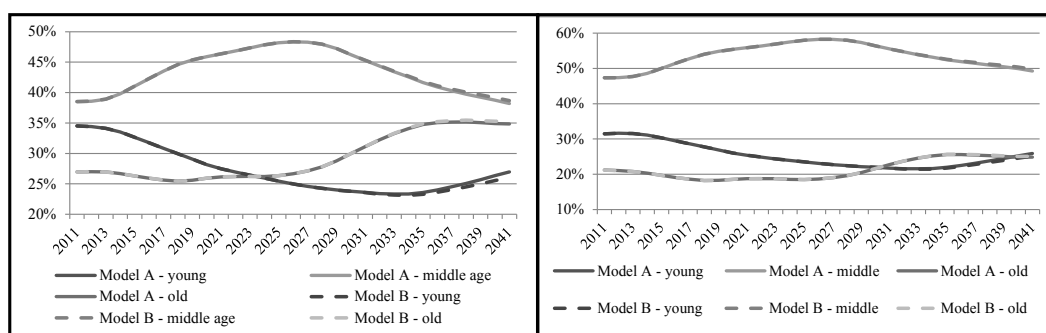 50%
45%
40%
35%
30%
25%
20%
2011 2013 2015 2017 2019 2021 2023 2025 2027 2029 2031 2033 2035 2037 2039 2041
Model A - young Model A - middle age
Model A - old Model B - young
Model B - middle age Model B - old
60%
50%
40%
30%
20%
10%
2011 2013 2015 2017 2019 2021 2023 2025 2027 2029 2031 2033 2035 2037 2039 2041
Model A - young Model A - middle Model A - old
Model B - young Model B - middle Model B - old